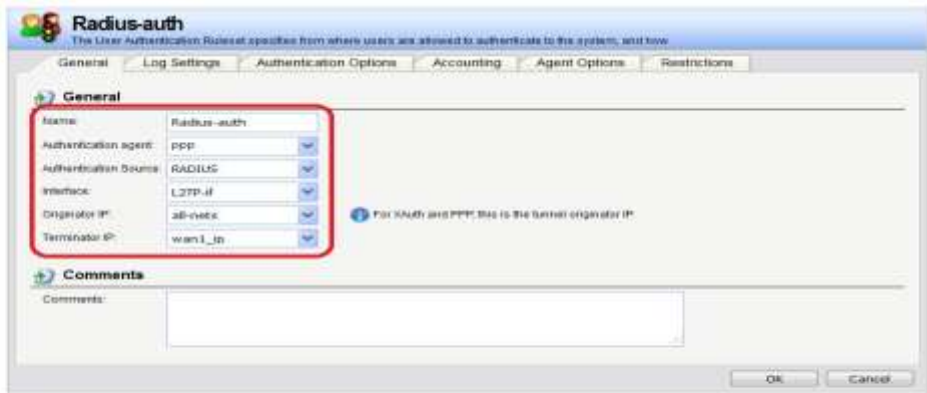 Radius-auth
The User Authentication Ruleset specifies from where users are allowed to authenticate to the system, and how
General Log Settings Authentication Options Accounting Agent Options Restrictions
General
Name: Radius-auth
Authentication agent: PPP
Authentication Source: RADIUS
Interface: L2TP-if
Originator IP: all-nets For XAuth and PPP, this is the tunnel originator IP
Terminator IP: wan1_ip
Comments
Comments:
OK Cancel